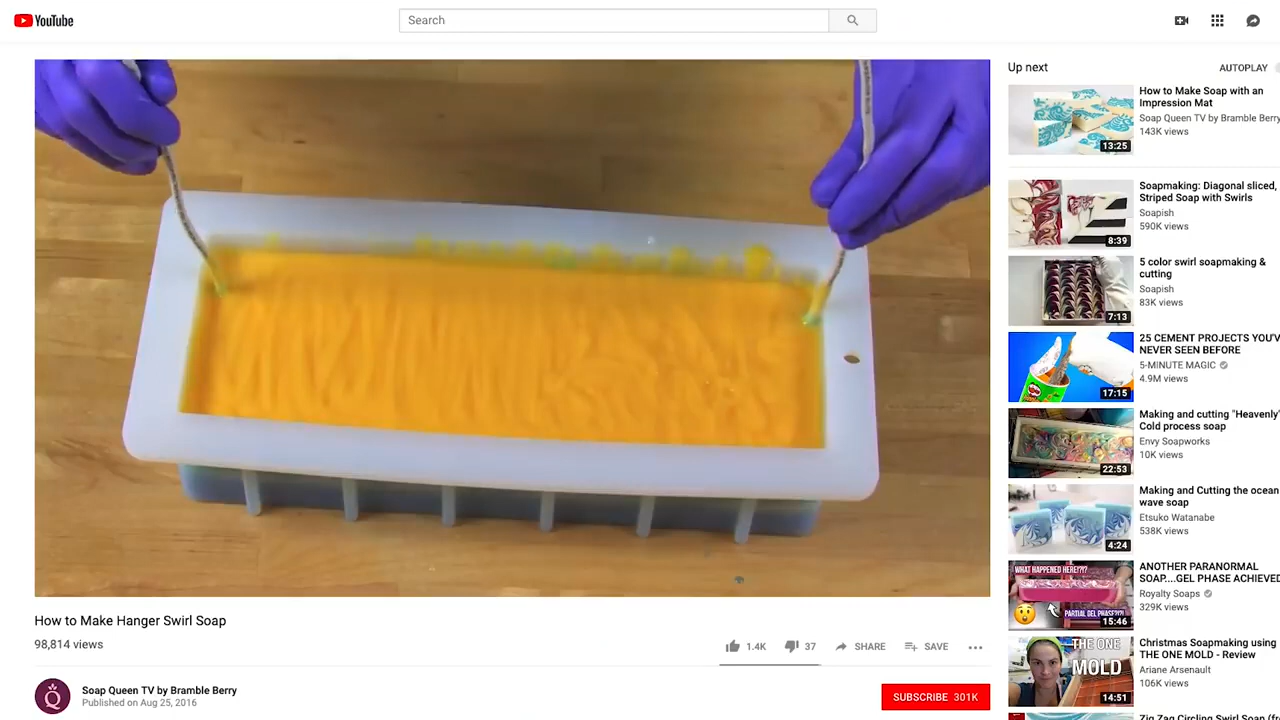 YouTube
Search
Up next
AUTOPLAY
How to Make Soap with an
Impression Mat
Soap Queen TV by Bramble Berry
143K views
13:25
Soapmaking: Diagonal sliced,
Striped Soap with Swirls
Soapish
590K views
8:39
5 color swirl soapmaking &
cutting
Soapish
83K views
7:13
25 CEMENT PROJECTS YOU'V
NEVER SEEN BEFORE
5-MINUTE MAGIC
4.9M views
17:15
Making and cutting "Heavenly"
Cold process soap
Envy Soapworks
10K views
22:53
Making and Cutting the ocean
wave soap
Etsuko Watanabe
538K views
4:24
WHAT HAPPENED HERE!?!?
PARTIAL GEL PHASE!?!?
ANOTHER PARANORMAL
SOAP....GEL PHASE ACHIEVED
Royalty Soaps
329K views
15:46
THE ONE
MOLD
Christmas Soapmaking using
THE ONE MOLD - Review
Ariane Arsenault
106K views
14:51
Zig Zag Circling Swirl Soap (fr
How to Make Hanger Swirl Soap
98,814 views
1.4K
37
SHARE
SAVE
Soap Queen TV by Bramble Berry
Published on Aug 25, 2016
SUBSCRIBE 301K